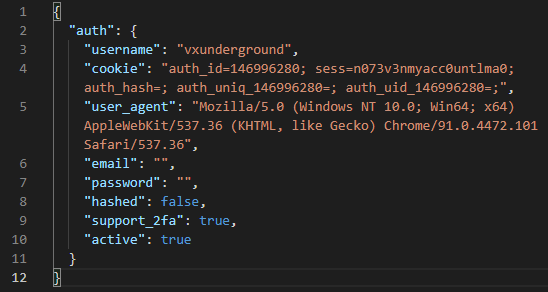 1 {
2 "auth": {
3 "username": "vxunderground",
4 "cookie": "auth_id=146996280; sess=n073v3nmyacc0untlma0;
auth_hash=; auth_uniq_146996280=; auth_uid_146996280=;",
5 "user_agent": "Mozilla/5.0 (Windows NT 10.0; Win64; x64)
AppleWebKit/537.36 (KHTML, like Gecko) Chrome/91.0.4472.101
Safari/537.36",
6 "email": "",
7 "password": "",
8 "hashed": false,
9 "support_2fa": true,
10 "active": true
11 }
12 }